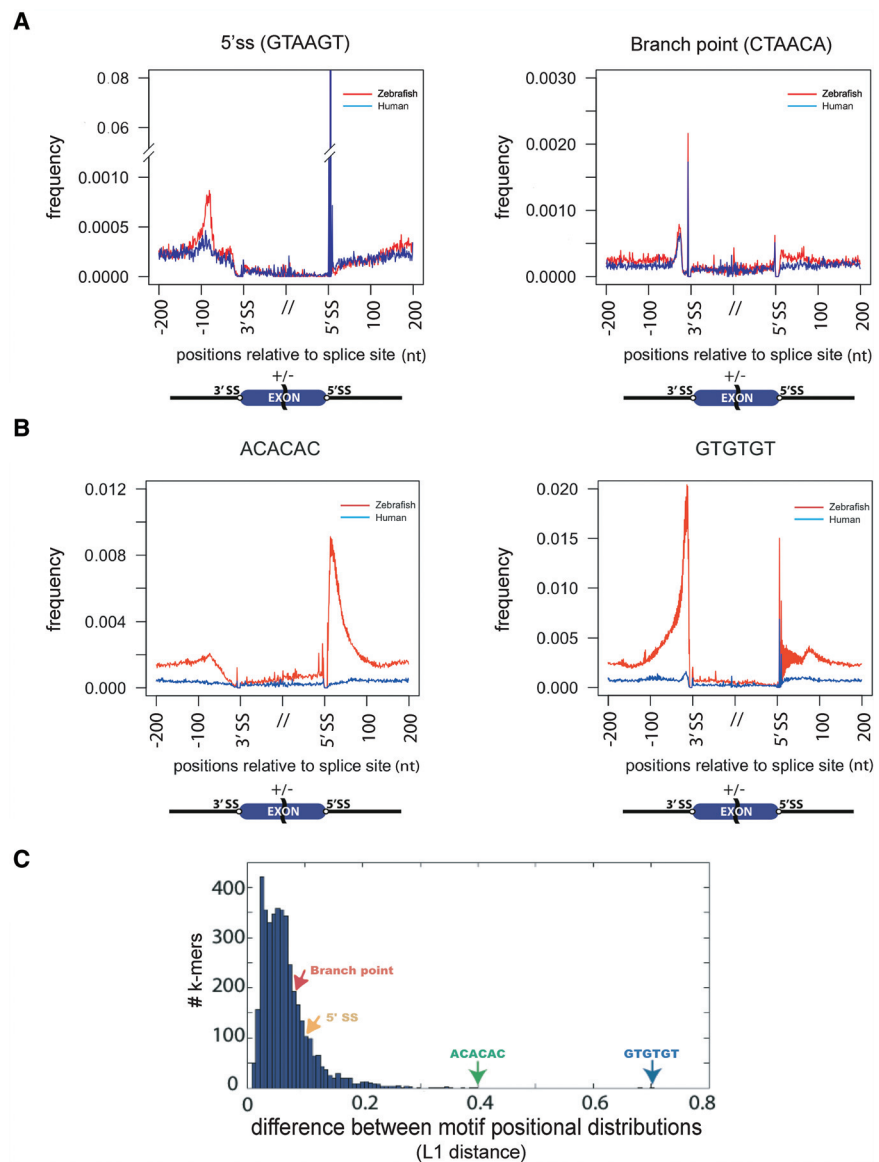 A
5'ss (GTAAGT)
0.08
0.06
0.0010
0.0005
0.0000
frequency
Zebrafish
Human
-200
-100
3'SS
//
5'SS
100
200
positions relative to splice site (nt)
+/-
3'SS EXON 5'SS
Branch point (CTAACA)
0.0030
0.0020
0.0010
0.0000
frequency
Zebrafish
Human
-200
-100
3'SS
//
5'SS
100
200
positions relative to splice site (nt)
+/-
3'SS EXON 5'SS
B
ACACAC
0.012
0.008
0.004
0.000
frequency
Zebrafish
Human
-200
-100
3'SS
//
5'SS
100
200
positions relative to splice site (nt)
+/-
3'SS EXON 5'SS
GTGTGT
0.020
0.015
0.010
0.005
0.000
frequency
Zebrafish
Human
-200
-100
3'SS
//
5'SS
100
200
positions relative to splice site (nt)
+/-
3'SS EXON 5'SS
C
400
300
200
100
0
# k-mers
Branch point
5' SS
ACACAC
GTGTGT
0
0.2
0.4
0.6
0.8
difference between motif positional distributions
(L1 distance)